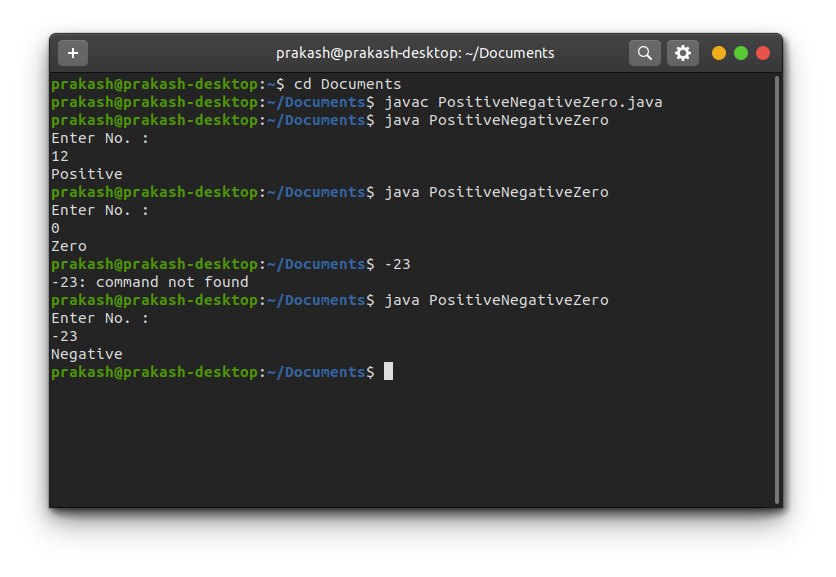 prakash@prakash-desktop: ~/Documents
prakash@prakash-desktop:~$ cd Documents
prakash@prakash-desktop:~/Documents$ javac PositiveNegativeZero.java
prakash@prakash-desktop:~/Documents$ java PositiveNegativeZero
Enter No. :
12
Positive
prakash@prakash-desktop:~/Documents$ java PositiveNegativeZero
Enter No. :
0
Zero
prakash@prakash-desktop:~/Documents$ -23
-23: command not found
prakash@prakash-desktop:~/Documents$ java PositiveNegativeZero
Enter No. :
-23
Negative
prakash@prakash-desktop:~/Documents$